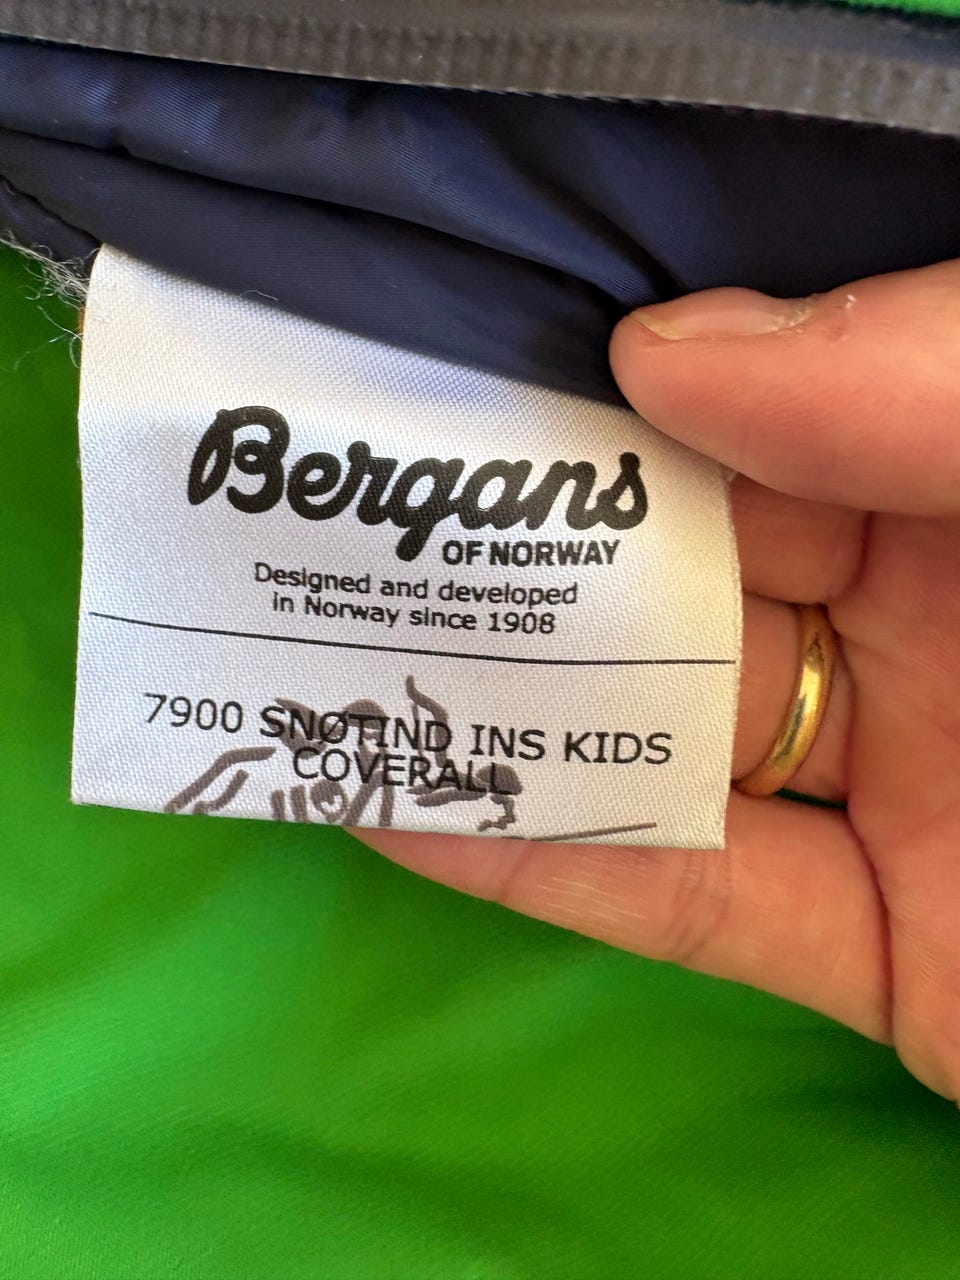 Bergans
OF NORWAY
Designed and developed
in Norway since 1908
7900 SNØTIND INS KIDS
COVERALL